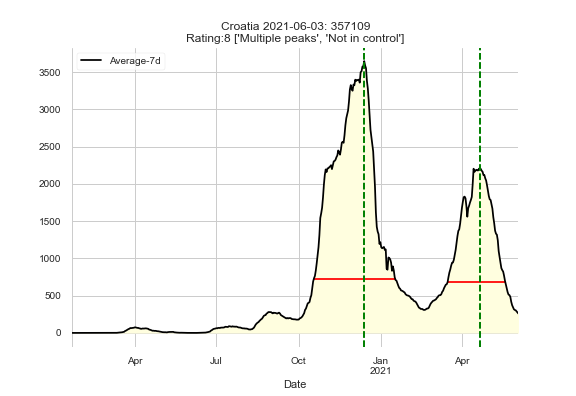 Croatia 2021-06-03: 357109
Rating:8 ['Multiple peaks', 'Not in control']
Average-7d
3500
3000
2500
2000
1500
1000
500
0
Apr Jul Oct Jan Apr
2021
Date